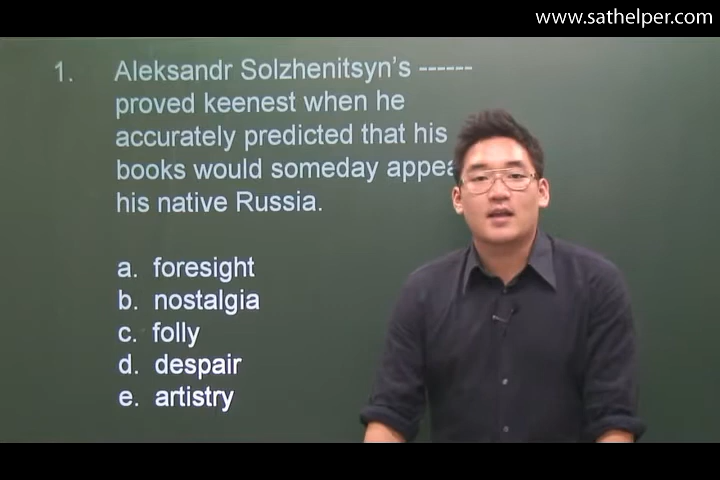 www.sathelper.com
1. Aleksandr Solzhenitsyn's ------
proved keenest when he
accurately predicted that his
books would someday appea
his native Russia.
a. foresight
b. nostalgia
c. folly
d. despair
e. artistry